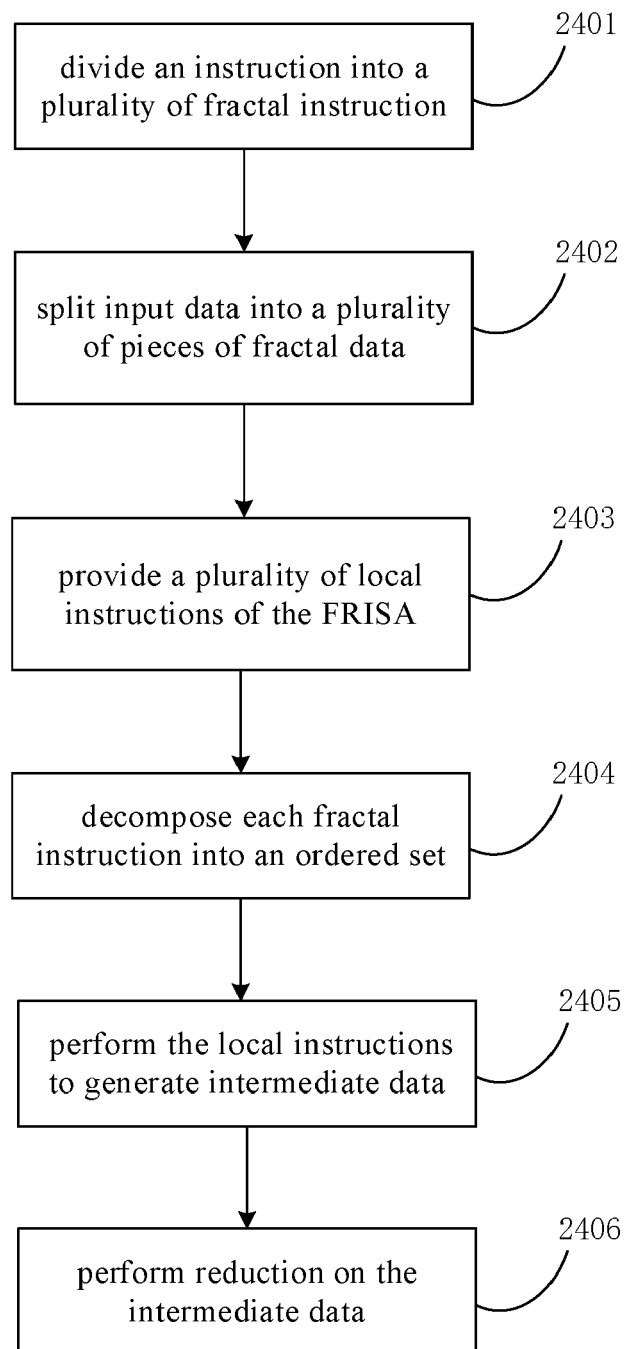 2401
divide an instruction into a
plurality of fractal instruction
2402
split input data into a plurality
of pieces of fractal data
2403
provide a plurality of local
instructions of the FRISA
2404
decompose each fractal
instruction into an ordered set
2405
perform the local instructions
to generate intermediate data
2406
perform reduction on the
intermediate data